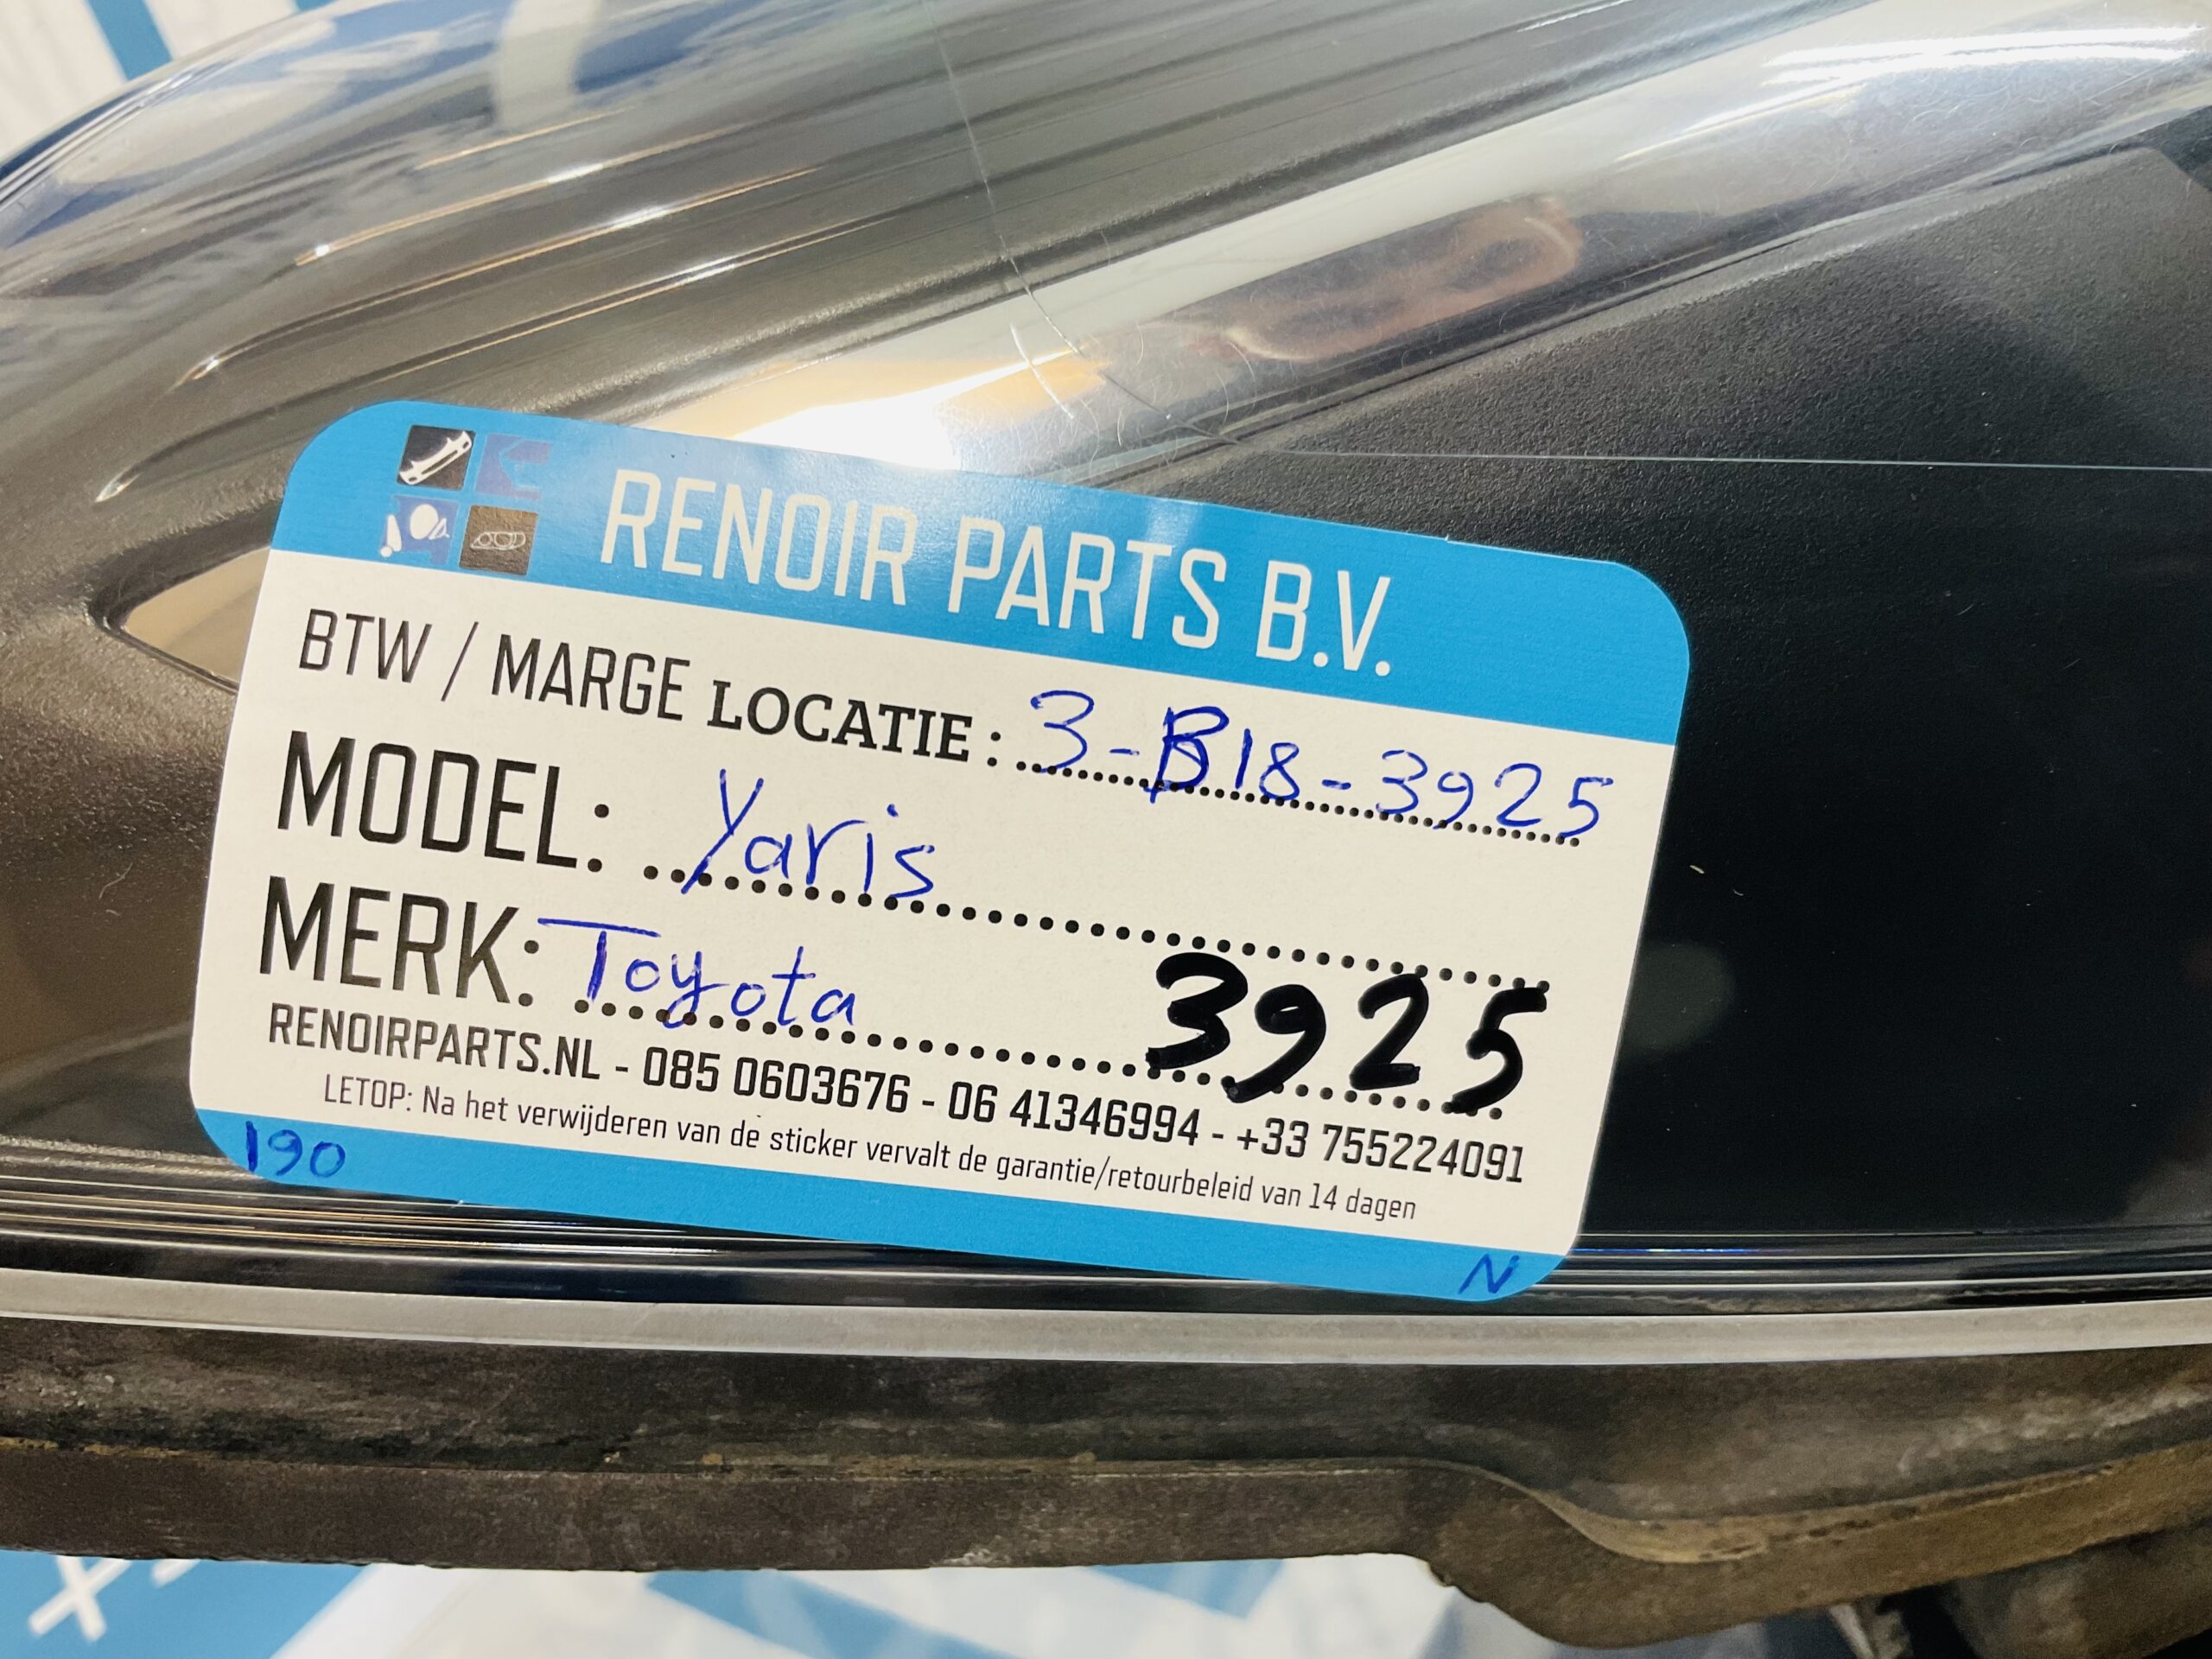 RENOIR PARTS B.V.
BTW / MARGE LOCATIE : 3-B18-3925
MODEL: Yaris
MERK: Toyota 3925
RENOIRPARTS.NL - 085 0603676 - 06 41346994 - +33 755224091
LETOP: Na het verwijderen van de sticker vervalt de garantie/retourbeleid van 14 dagen
190
N